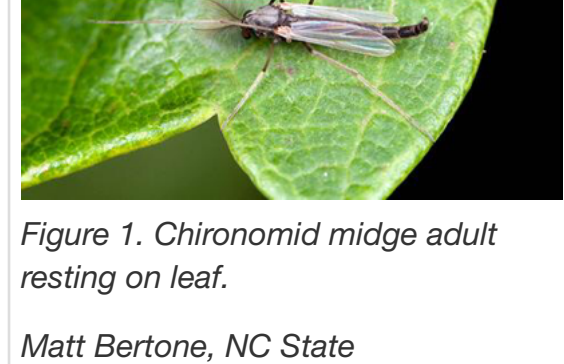 Figure 1. Chironomid midge adult
resting on leaf.
Matt Bertone, NC State